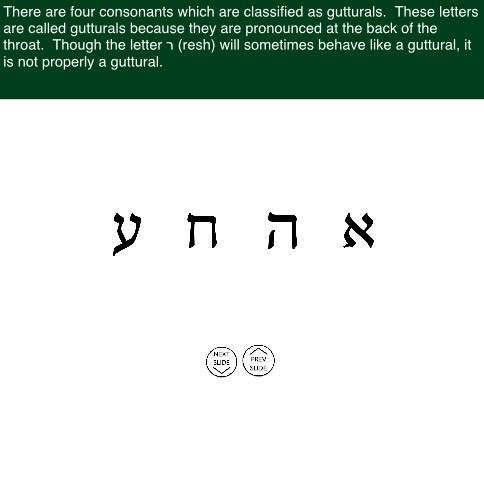 There are four consonants which are classified as gutturals.  These letters
are called gutturals because they are pronounced at the back of the
throat.  Though the letter ר (resh) will sometimes behave like a guttural, it
is not properly a guttural.
א ה ח ע
NEXT
SLIDE
PREV
SLIDE